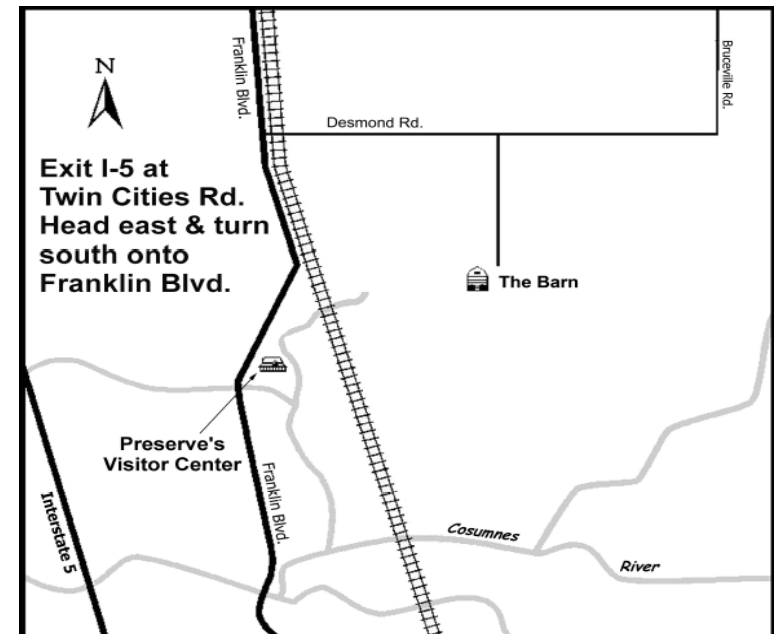 Franklin Blvd.
Bruceville Rd.
N
Desmond Rd.
Exit I-5 at
Twin Cities Rd.
Head east & turn
south onto
Franklin Blvd.
The Barn
Preserve's
Visitor Center
Franklin Blvd.
Interstate 5
Cosumnes
River